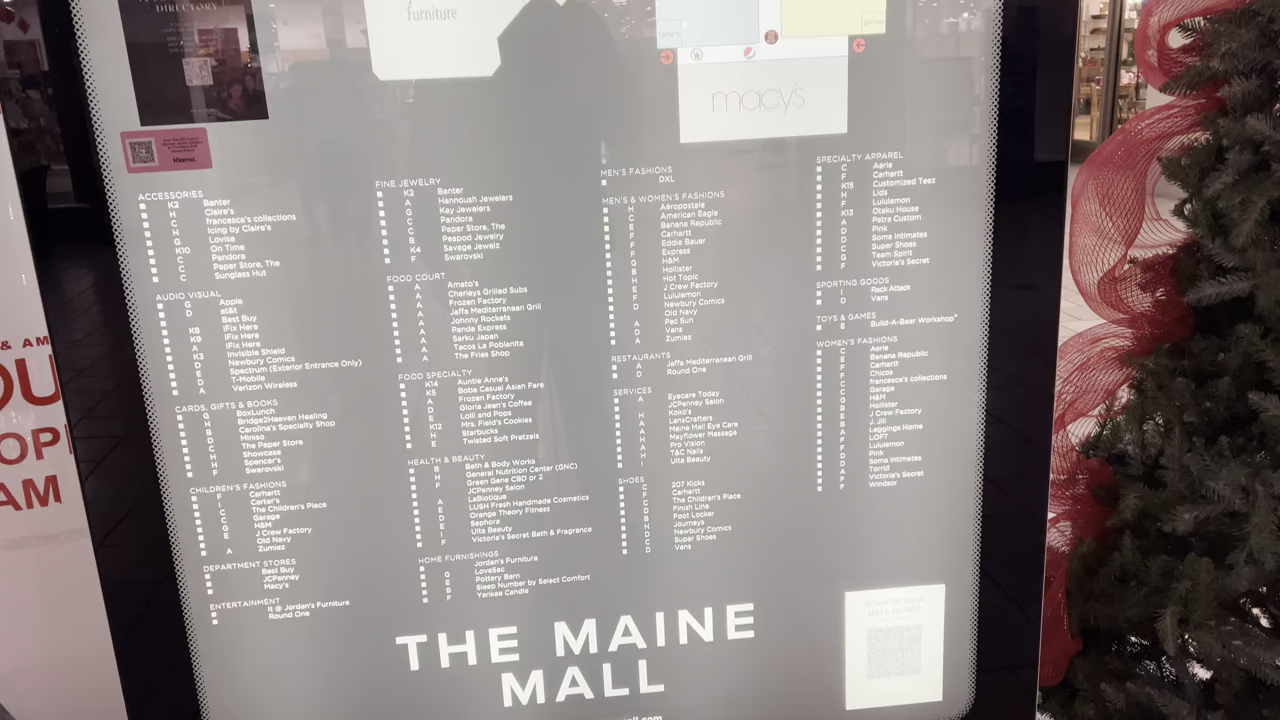 DIRECTORY
Klarna.
Furniture
macy's
ACCESSORIES
K2 Banter
H Claire's
C francesca's collections
H Icing by Claire's
G Lovisa
K10 On Time
C Pandora
C Paper Store, The
C Sunglass Hut
AUDIO VISUAL
G Apple
D at&t
Best Buy
K8 iFix Here
K9 iFix Here
Invisible Shield
Newbury Comics
Spectrum (Exterior Entrance Only)
D T-Mobile
A Verizon Wireless
CARDS, GIFTS & BOOKS
G BoxLunch
H Bridge2Heaven Healing
Carolina's Specialty Shop
Miniso
The Paper Store
Showcase
H Spencer's
F Swarovski
CHILDREN'S FASHIONS
F Carhartt
I Carter's
C The Children's Place
C Garage
G H&M
E J Crew Factory
Old Navy
A Zumiez
DEPARTMENT STORES
Best Buy
JCPenney
Macy's
ENTERTAINMENT
It @ Jordan's Furniture
Round One
FINE JEWELRY
K2 Banter
A Hannoush Jewelers
G Kay Jewelers
C Pandora
C Paper Store, The
B Peapod Jewelry
K4 Savage Jewelz
F Swarovski
FOOD COURT
A Amato's
A Charleys Grilled Subs
A Frozen Factory
A Jaffa Mediterranean Grill
A Johnny Rockets
A Panda Express
A Sarku Japan
A Tacos La Poblanita
A The Fries Shop
FOOD SPECIALTY
K14 Auntie Anne's
K5 Boba Casual Asian Fare
A Frozen Factory
D Gloria Jean's Coffee
E Lolli and Pops
K12 Mrs. Field's Cookies
H Starbucks
E Twisted Soft Pretzels
HEALTH & BEAUTY
B Bath & Body Works
H General Nutrition Center (GNC)
F Green Gene CBD or 2
JCPenney Salon
A LaBiotique
E LUSH Fresh Handmade Cosmetics
D Orange Theory Fitness
E Sephora
I Ulta Beauty
F Victoria's Secret Bath & Fragrance
HOME FURNISHINGS
Jordan's Furniture
G LoveSac
E Pottery Barn
B Sleep Number by Select Comfort
F Yankee Candle
MEN'S FASHIONS
DXL
MEN'S & WOMEN'S FASHIONS
H Aéropostale
C American Eagle
E Banana Republic
F Carhartt
F Eddie Bauer
F Express
G H&M
B Hollister
H Hot Topic
E J Crew Factory
F Lululemon
D Newbury Comics
Old Navy
A Pac Sun
D Vans
A Zumiez
RESTAURANTS
A Jaffa Mediterranean Grill
D Round One
SERVICES
A Eyecare Today
JCPenney Salon
H Koko's
A LensCrafters
H Maine Mall Eye Care
A Mayflower Massage
H Pro Vision
H T&C Nails
I Ulta Beauty
SHOES
C 207 Kicks
F Carhartt
C The Children's Place
D Finish Line
B Foot Locker
H Journeys
D Newbury Comics
C Super Shoes
D Vans
SPECIALTY APPAREL
C Aerie
F Carhartt
K15 Customized Teez
H Lids
F Lululemon
K13 Otaku House
A Petra Custom
D Pink
D Soma Intimates
C Super Shoes
G Team Spirit
F Victoria's Secret
SPORTING GOODS
I Rack Attack
D Vans
TOYS & GAMES
E Build-A-Bear Workshop®
WOMEN'S FASHIONS
C Aerie
E Banana Republic
F Carhartt
F Chicos
C francesca's collections
C Garage
G H&M
B Hollister
E J Crew Factory
E J. Jill
B Leggings Home
A LOFT
F Lululemon
F Pink
D Soma Intimates
D Torrid
A Victoria's Secret
F Windsor
THE MAINE
MALL
& AM
OU
OP
AM